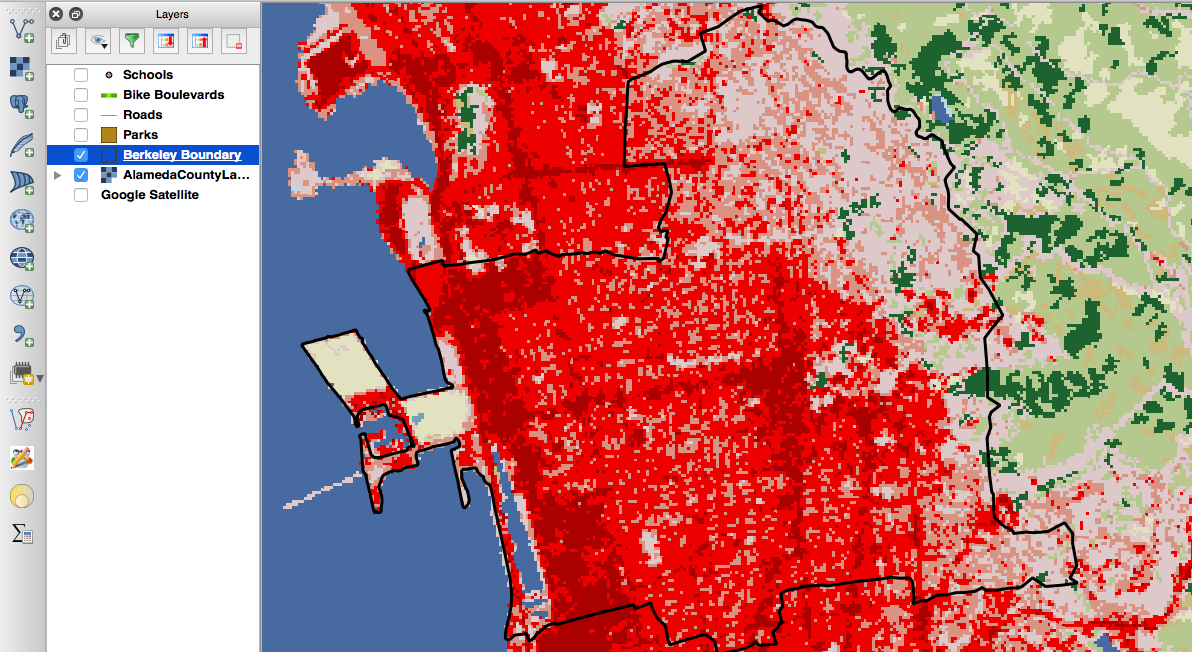 Layers
Schools
Bike Boulevards
Roads
Parks
Berkeley Boundary
AlamedaCountyLa...
Google Satellite